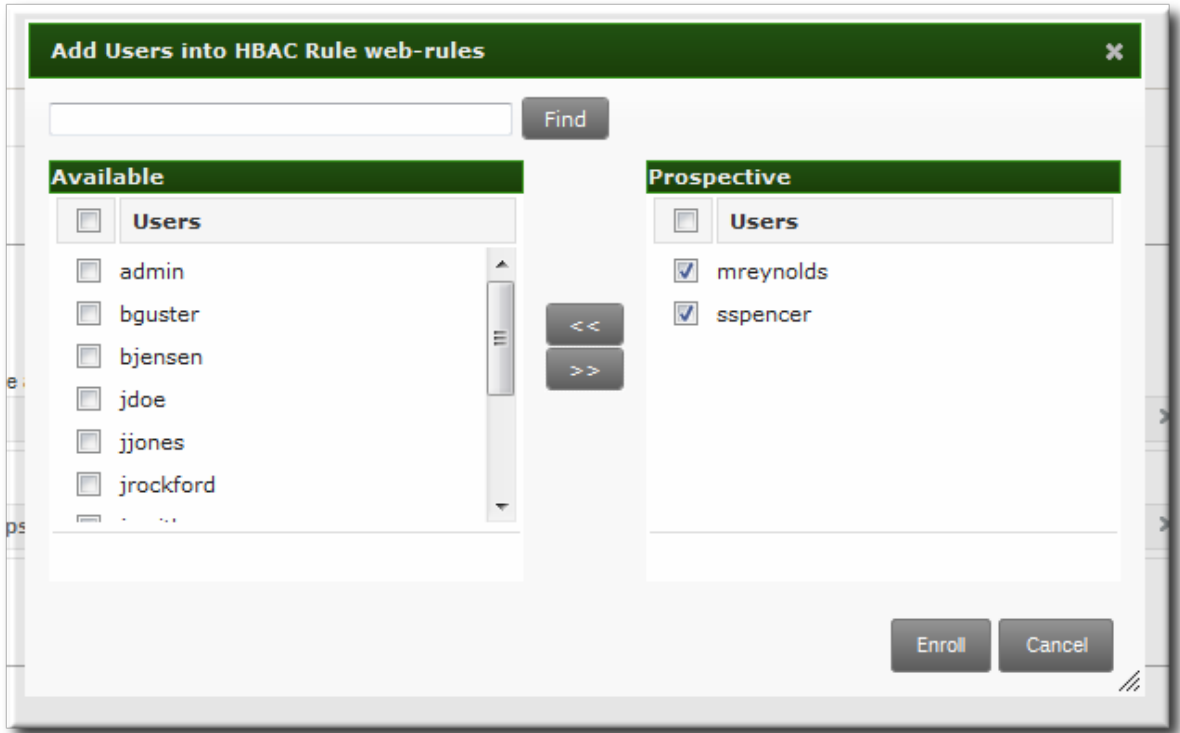 Add Users into HBAC Rule web-rules
Find
Available
Users
admin
bguster
bjensen
jdoe
jjones
jrockford
<<
>>
Prospective
Users
mreynolds
sspencer
Enroll
Cancel